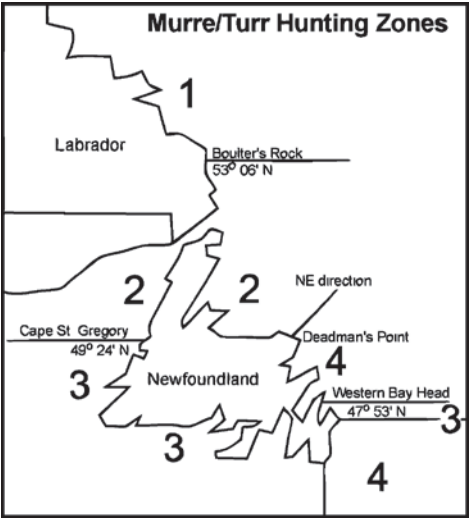 Murre/Turr Hunting Zones
1
Labrador
Boulter's Rock
53° 06' N
2
2
NE direction
Cape St Gregory
49° 24' N
Deadman's Point
4
3
Newfoundland
Western Bay Head
47° 53' N
3
3
4